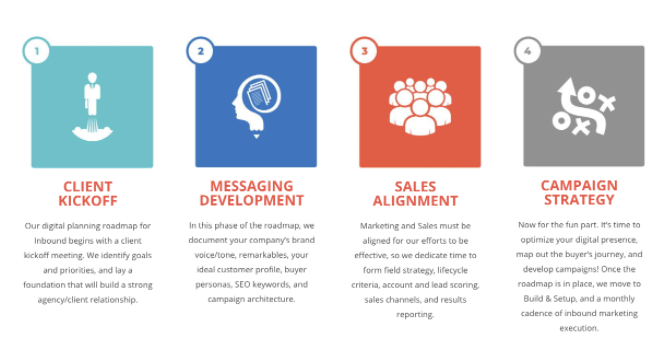 1
CLIENT
KICKOFF
Our digital planning roadmap for
Inbound begins with a client
kickoff meeting. We identify goals
and priorities, and lay a
foundation that will build a strong
agency/client relationship.
2
MESSAGING
DEVELOPMENT
In this phase of the roadmap, we
document your company's brand
voice/tone, remarkables, your
ideal customer profile, buyer
personas, SEO keywords, and
campaign architecture.
3
SALES
ALIGNMENT
Marketing and Sales must be
aligned for our efforts to be
effective, so we dedicate time to
form field strategy, lifecycle
criteria, account and lead scoring,
sales channels, and results
reporting.
4
CAMPAIGN
STRATEGY
Now for the fun part. It's time to
optimize your digital presence,
map out the buyer's journey, and
develop campaigns! Once the
roadmap is in place, we move to
Build & Setup, and a monthly
cadence of inbound marketing
execution.